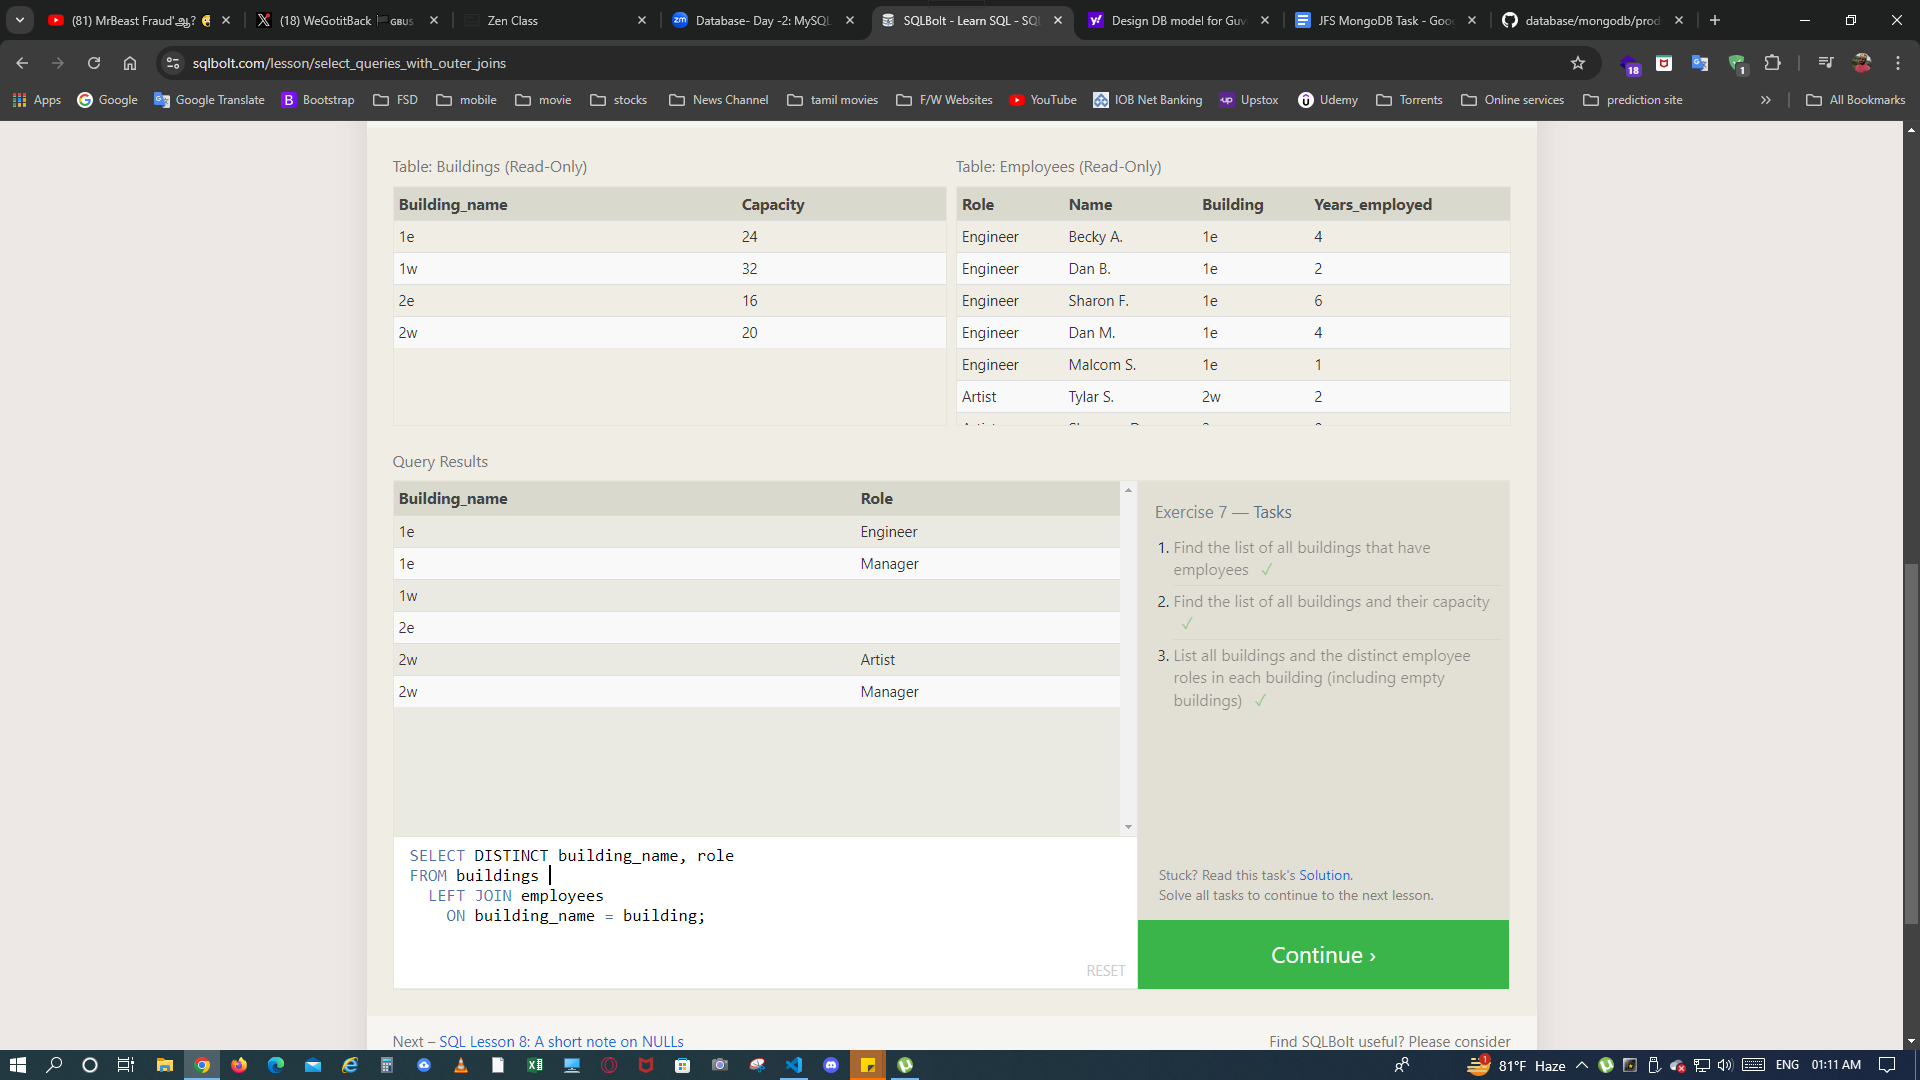 (81) MrBeast Fraud'ஆ?
(18) WeGotitBack
Zen Class
Database- Day -2: MySQL
SQLBolt - Learn SQL - SQL
Design DB model for Guv
JFS MongoDB Task - Goo
database/mongodb/prod
sqlbolt.com/lesson/select_queries_with_outer_joins
18
1
Apps
Google
Google Translate
Bootstrap
FSD
mobile
movie
stocks
News Channel
tamil movies
F/W Websites
YouTube
IOB Net Banking
Upstox
Udemy
Torrents
Online services
prediction site
All Bookmarks
Table: Buildings (Read-Only)
Building_name Capacity
1e 24
1w 32
2e 16
2w 20
Table: Employees (Read-Only)
Role Name Building Years_employed
Engineer Becky A. 1e 4
Engineer Dan B. 1e 2
Engineer Sharon F. 1e 6
Engineer Dan M. 1e 4
Engineer Malcom S. 1e 1
Artist Tylar S. 2w 2
Query Results
Building_name Role
1e Engineer
1e Manager
1w
2e
2w Artist
2w Manager
Exercise 7 — Tasks
1. Find the list of all buildings that have
employees ✓
2. Find the list of all buildings and their capacity
✓
3. List all buildings and the distinct employee
roles in each building (including empty
buildings) ✓
SELECT DISTINCT building_name, role
FROM buildings
LEFT JOIN employees
ON building_name = building;
RESET
Stuck? Read this task's Solution.
Solve all tasks to continue to the next lesson.
Continue ›
Next – SQL Lesson 8: A short note on NULLs
Find SQLBolt useful? Please consider
81°F Haze
ENG
01:11 AM